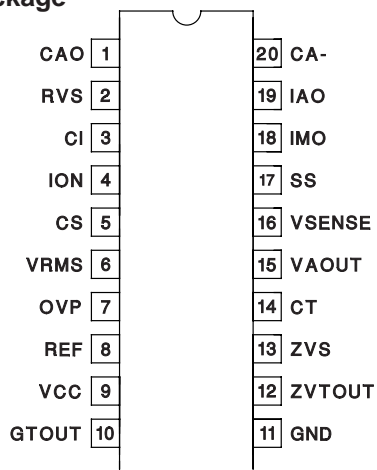 CAO 1 20 CA-
RVS 2 19 IAO
CI 3 18 IMO
ION 4 17 SS
CS 5 16 VSENSE
VRMS 6 15 VAOUT
OVP 7 14 CT
REF 8 13 ZVS
VCC 9 12 ZVTOUT
GTOUT 10 11 GND